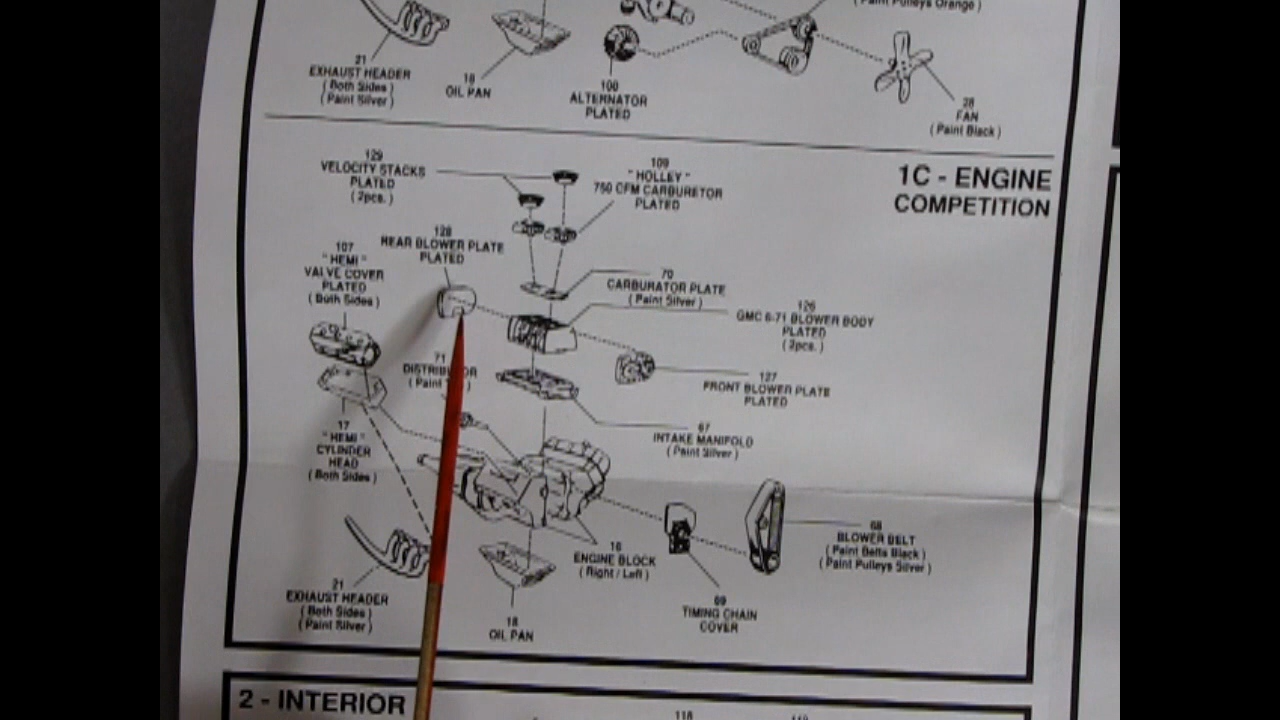 (Paint Pulleys Orange)
21
EXHAUST HEADER
(Both Sides)
(Paint Silver)
18
OIL PAN
100
ALTERNATOR
PLATED
28
FAN
(Paint Black)
1C - ENGINE
COMPETITION
129
VELOCITY STACKS
PLATED
(2pcs.)
109
"HOLLEY"
750 CFM CARBURETOR
PLATED
128
REAR BLOWER PLATE
PLATED
107
"HEMI"
VALVE COVER
PLATED
(Both Sides)
70
CARBURATOR PLATE
(Paint Silver)
126
GMC 6-71 BLOWER BODY
PLATED
(2pcs.)
71
(Paint
127
FRONT BLOWER PLATE
PLATED
17
"HEMI"
CYLINDER
HEAD
(Both Sides)
67
INTAKE MANIFOLD
(Paint Silver)
16
ENGINE BLOCK
(Right / Left)
68
BLOWER BELT
(Paint Belts Black)
(Paint Pulleys Silver)
21
EXHAUST HEADER
(Both Sides)
(Paint Silver)
18
OIL PAN
69
TIMING CHAIN
COVER
2 - INTERIOR
116